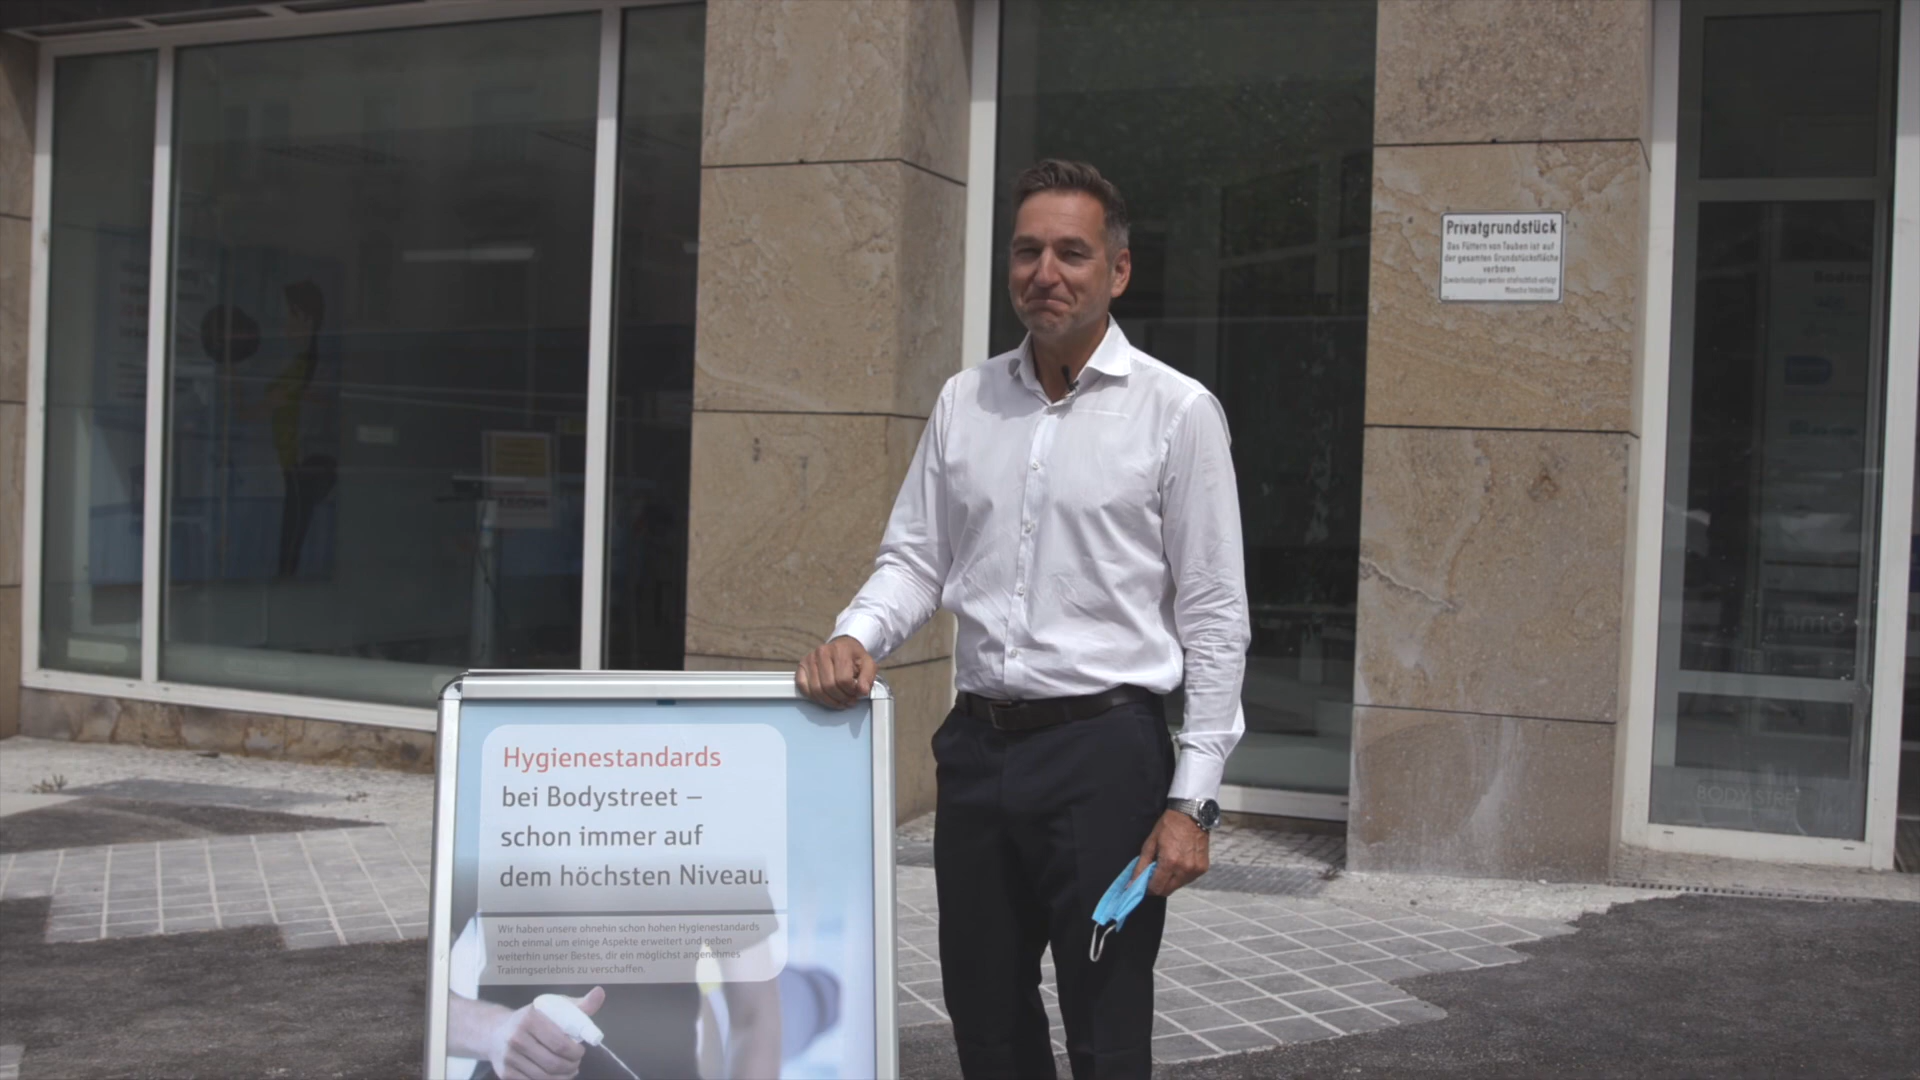 Privatgrundstück
Das Füttern von Tauben ist auf
der gesamten Grundstücksfläche
verboten
Hygienestandards
bei Bodystreet –
schon immer auf
dem höchsten Niveau.
Wir haben unsere ohnehin schon hohen Hygienestandards
noch einmal um einige Aspekte erweitert und geben
weiterhin unser Bestes, dir ein möglichst angenehmes
Trainingserlebnis zu verschaffen.